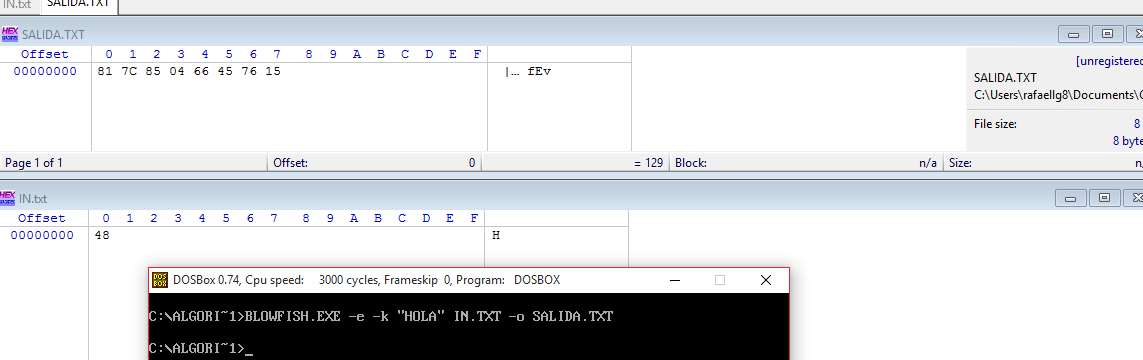 IN.txt SALIDA.TXT
HEX SALIDA.TXT
Offset 0 1 2 3 4 5 6 7 8 9 A B C D E F
00000000 81 7C 85 04 66 45 76 15 |… fEv
[unregistered
SALIDA.TXT
C:\Users\rafaellg8\Documents\
File size: 8
8 byte
Page 1 of 1 Offset: 0 = 129 Block: n/a Size: n/
HEX IN.txt
Offset 0 1 2 3 4 5 6 7 8 9 A B C D E F
00000000 48 H
DOS BOX DOSBox 0.74, Cpu speed: 3000 cycles, Frameskip 0, Program: DOSBOX
C:\ALGORI~1>BLOWFISH.EXE -e -k "HOLA" IN.TXT -o SALIDA.TXT
C:\ALGORI~1>_